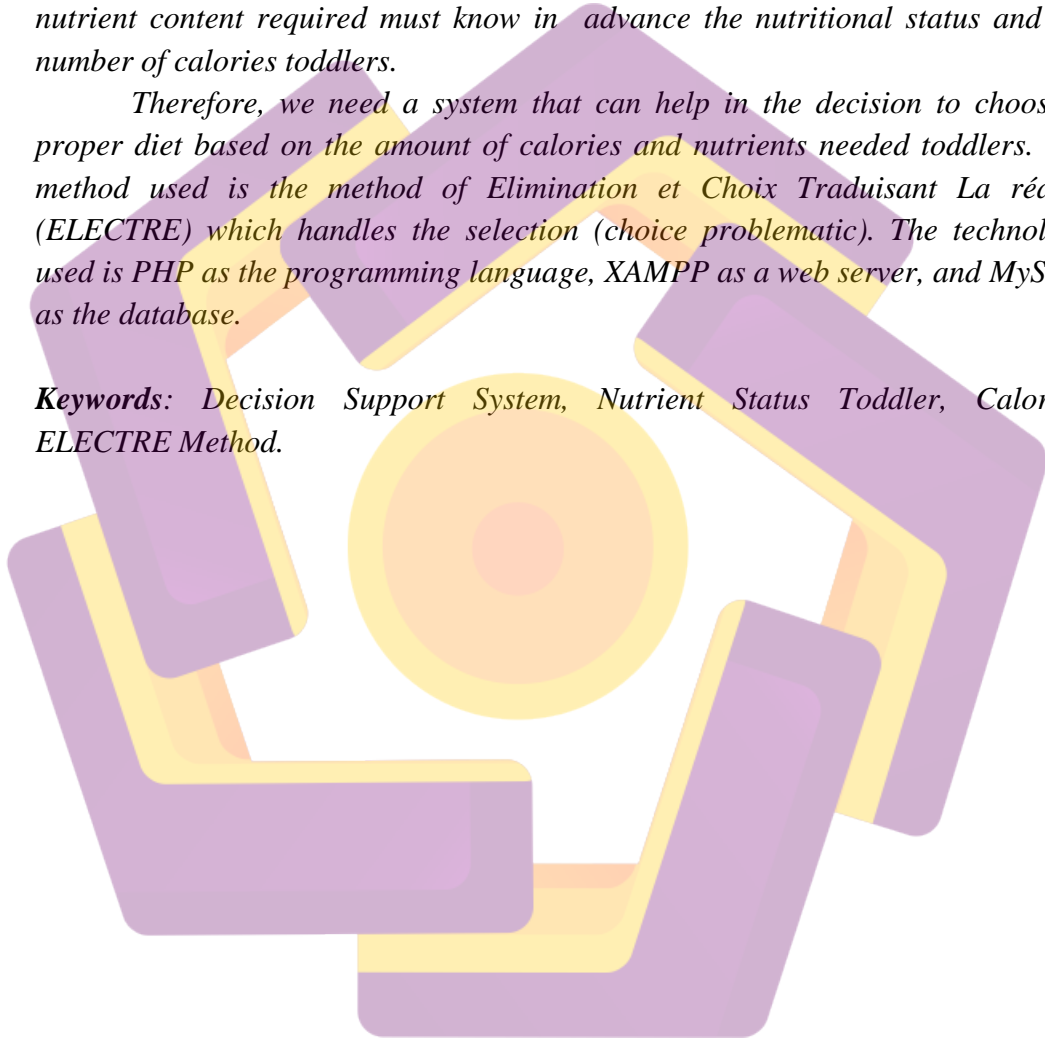 nutrient content required must know in advance the nutritional status and
number of calories toddlers.
Therefore, we need a system that can help in the decision to choos
proper diet based on the amount of calories and nutrients needed toddlers.
method used is the method of Elimination et Choix Traduisant La réc
(ELECTRE) which handles the selection (choice problematic). The technol
used is PHP as the programming language, XAMPP as a web server, and MyS
as the database.
Keywords: Decision Support System, Nutrient Status Toddler, Calor
ELECTRE Method.